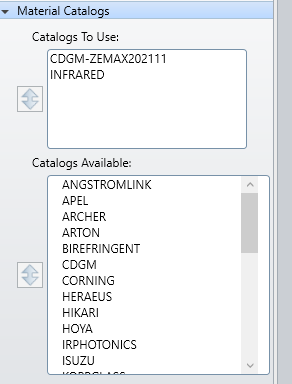 Material Catalogs
Catalogs To Use:
CDGM-ZEMAX202111
INFRARED
Catalogs Available:
ANGSTROMLINK
APEL
ARCHER
ARTON
BIREFRINGENT
CDGM
CORNING
HERAEUS
HIKARI
HOYA
IRPHOTONICS
ISUZU